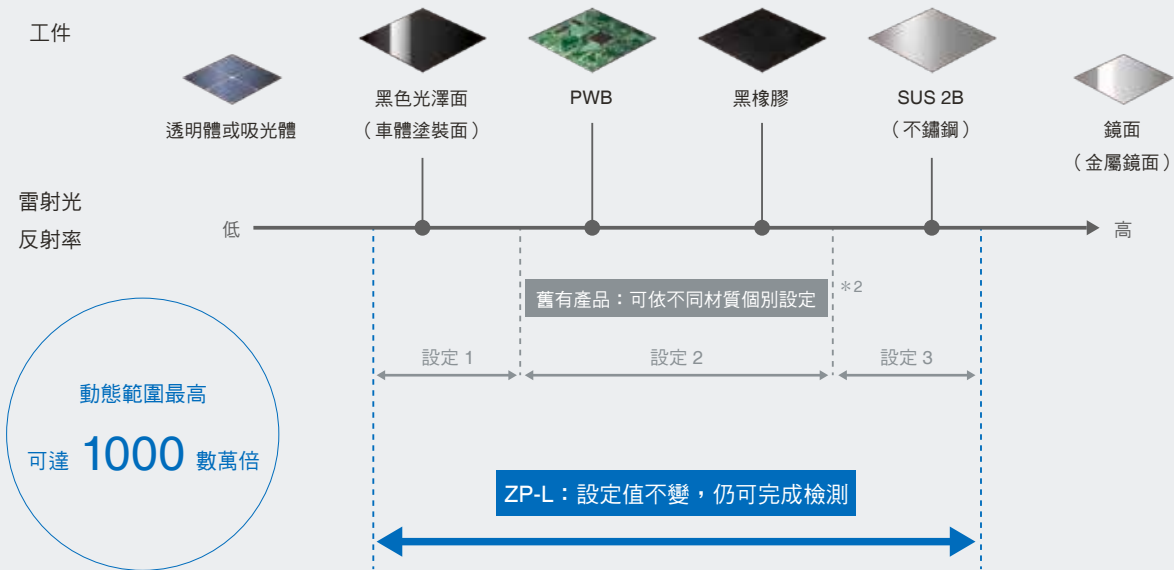 工件
透明體或吸光體
黑色光澤面
（車體塗裝面）
PWB
黑橡膠
SUS 2B
（不鏽鋼）
鏡面
（金屬鏡面）
雷射光
反射率
低
高
舊有產品：可依不同材質個別設定
＊2
設定 1
設定 2
設定 3
動態範圍最高
可達 1000 數萬倍
ZP-L：設定值不變，仍可完成檢測